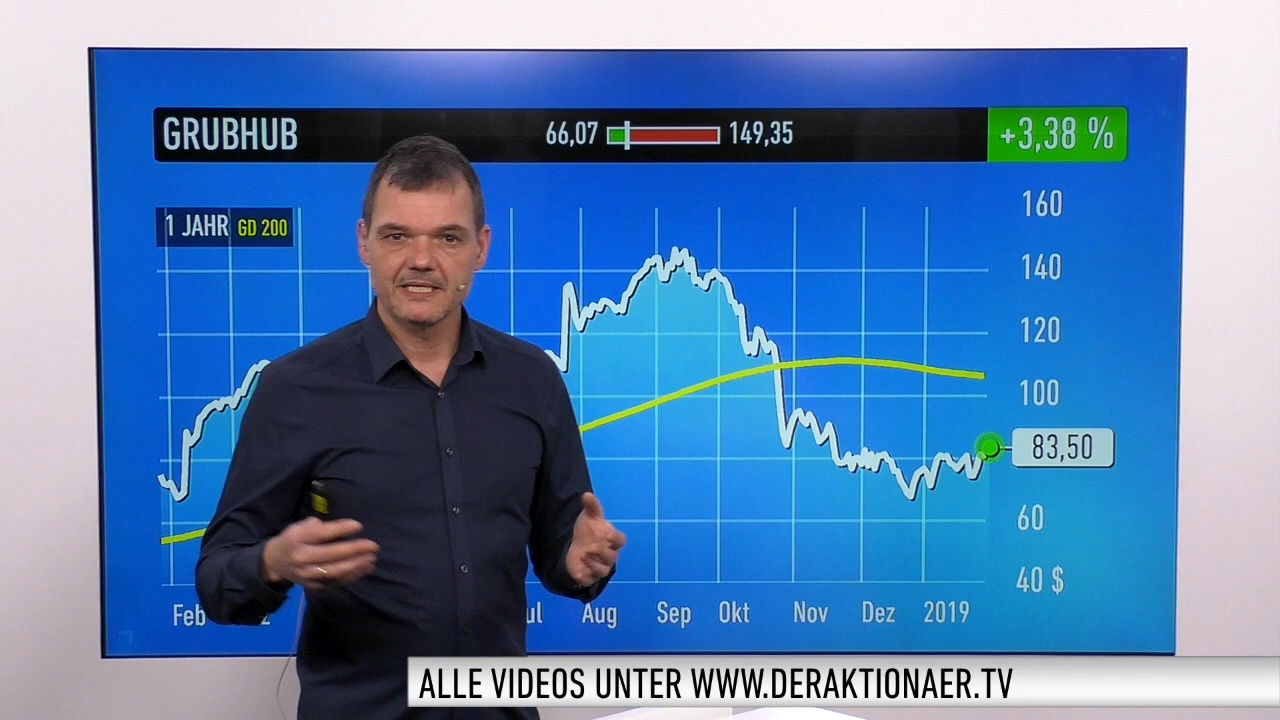 GRUBHUB 66,07 149,35 +3,38 %
1 JAHR GD 200
160
140
120
100
83,50
60
40 $
Feb Aug Sep Okt Nov Dez 2019
ALLE VIDEOS UNTER WWW.DERAKTIONAER.TV